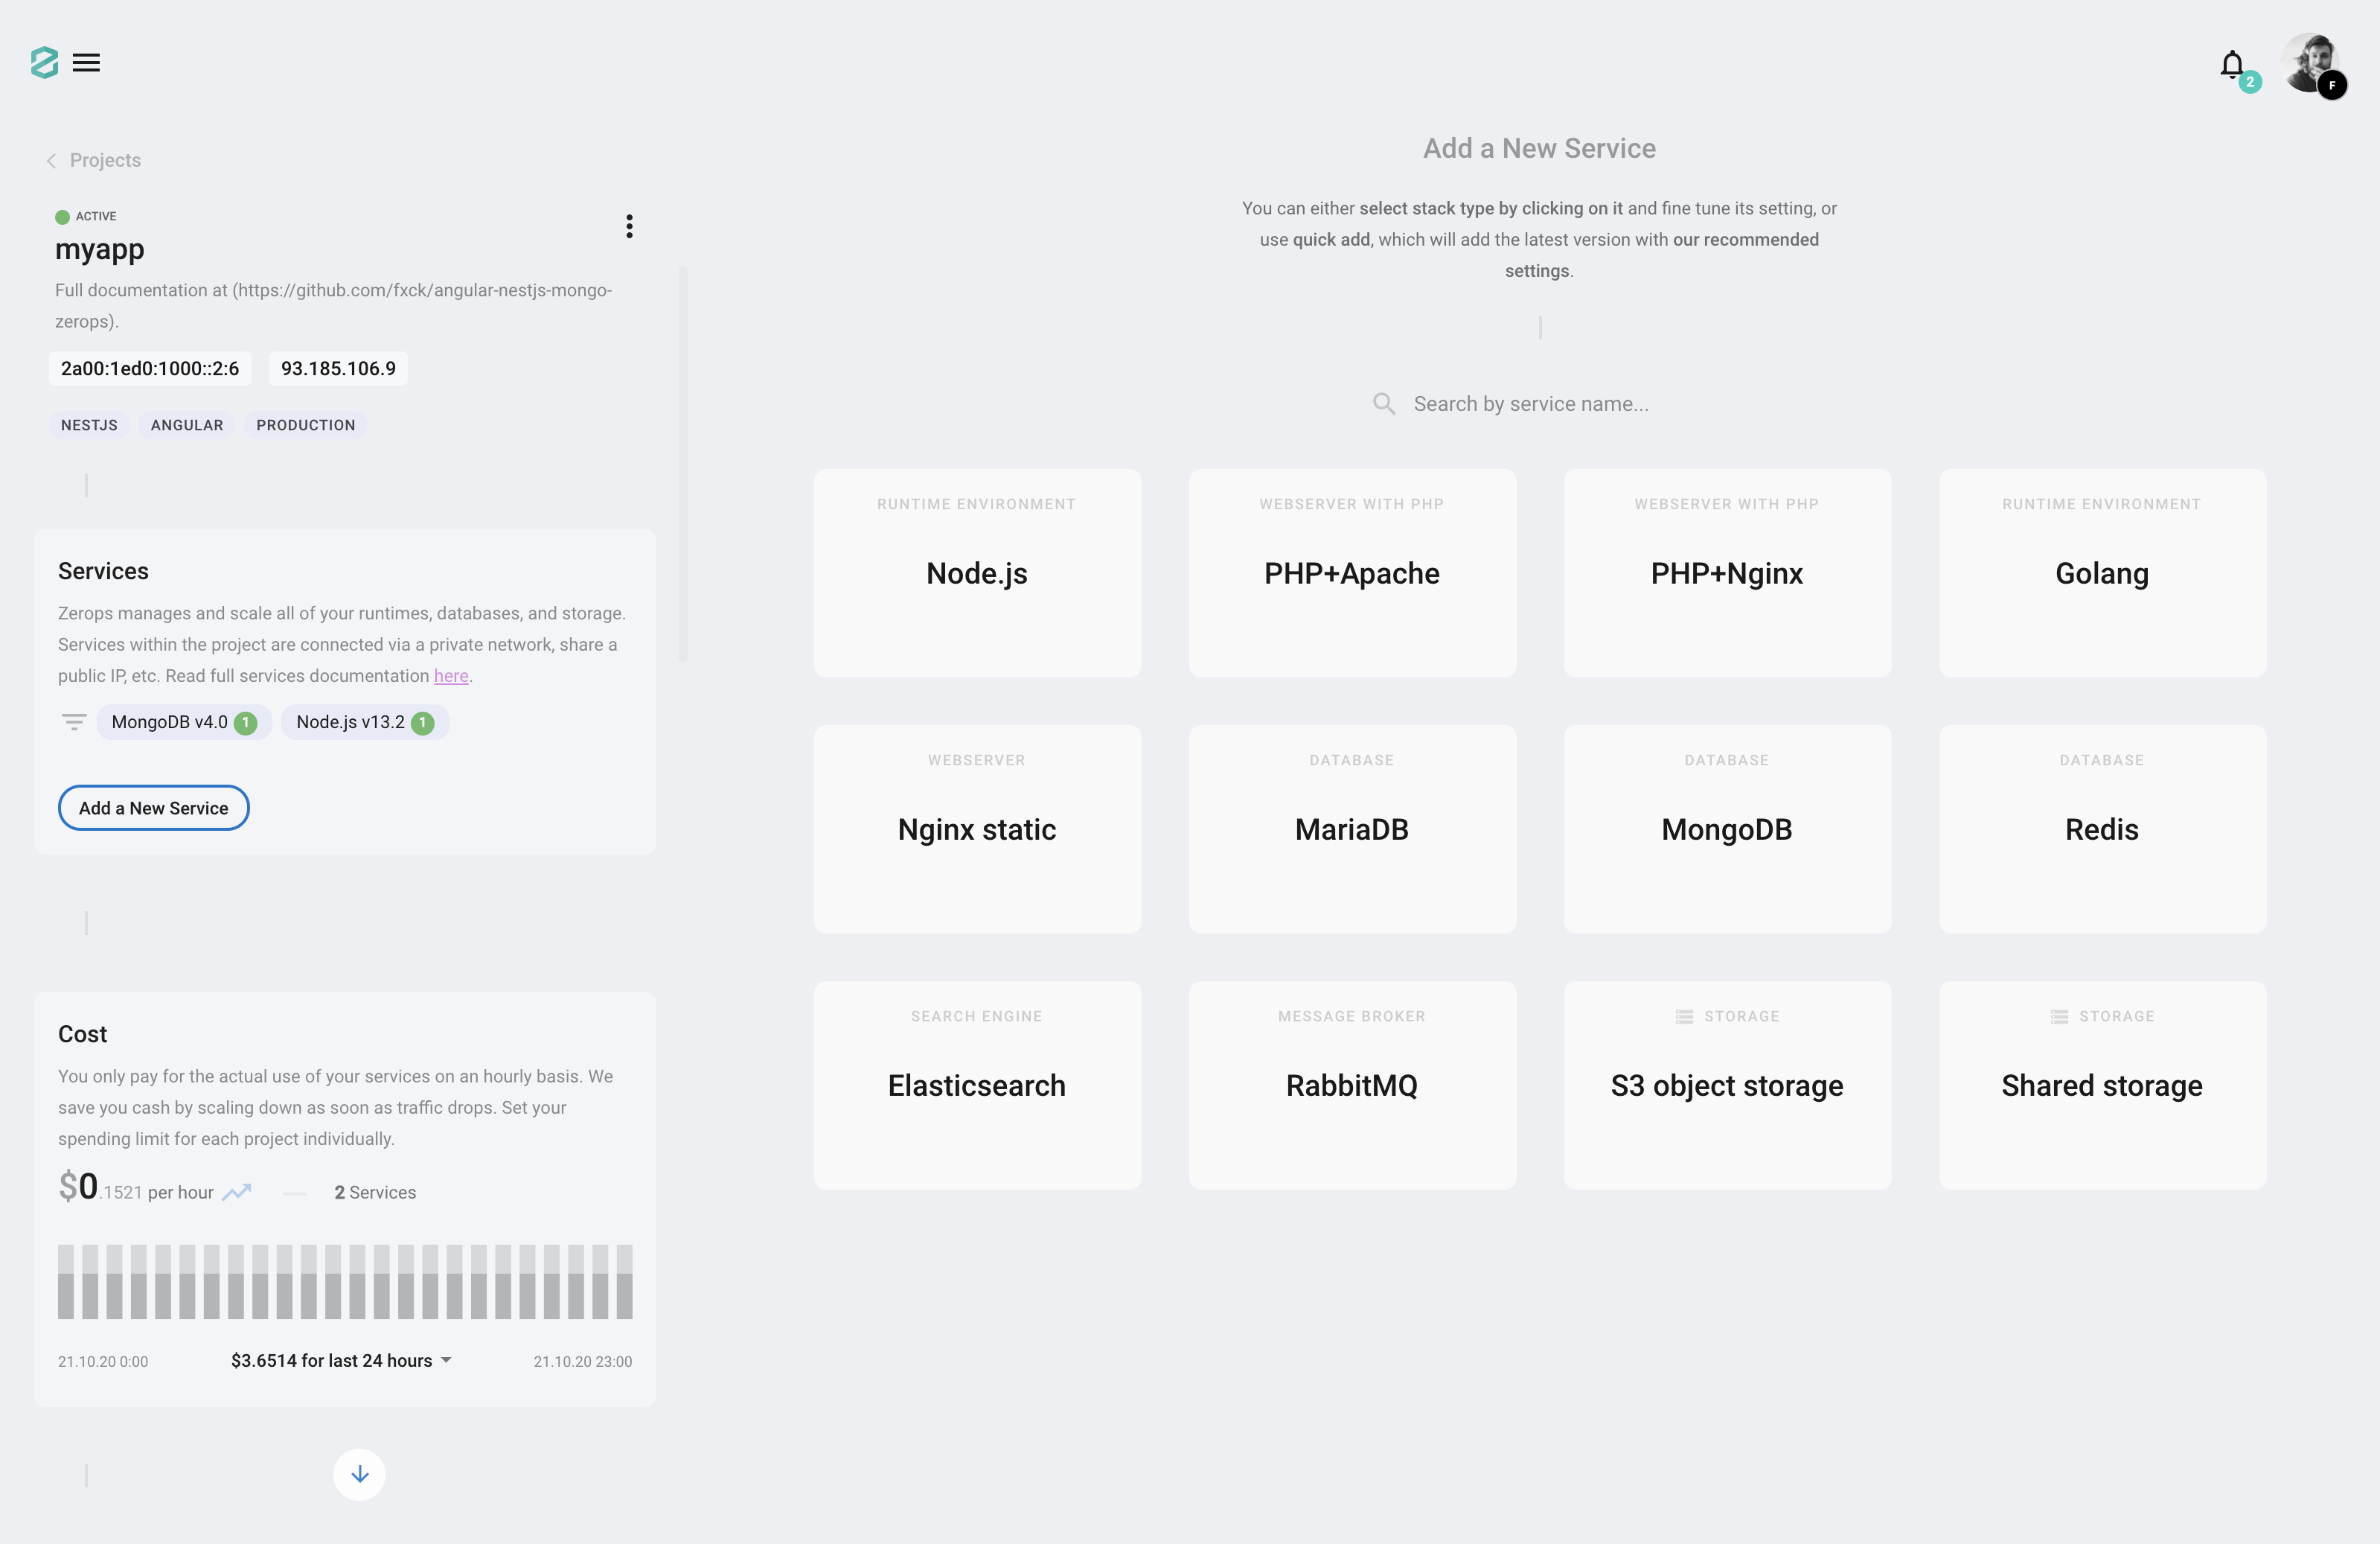 2
F
Projects
ACTIVE
myapp
Full documentation at (https://github.com/fxck/angular-nestjs-mongo-
zerops).
2a00:1ed0:1000::2:6
93.185.106.9
NESTJS
ANGULAR
PRODUCTION
Services
Zerops manages and scale all of your runtimes, databases, and storage.
Services within the project are connected via a private network, share a
public IP, etc. Read full services documentation here.
MongoDB v4.0 1
Node.js v13.2 1
Add a New Service
Cost
You only pay for the actual use of your services on an hourly basis. We
save you cash by scaling down as soon as traffic drops. Set your
spending limit for each project individually.
$0.1521 per hour
2 Services
21.10.20 0:00
$3.6514 for last 24 hours
21.10.20 23:00
Add a New Service
You can either select stack type by clicking on it and fine tune its setting, or
use quick add, which will add the latest version with our recommended
settings.
Search by service name...
RUNTIME ENVIRONMENT
Node.js
WEBSERVER WITH PHP
PHP+Apache
WEBSERVER WITH PHP
PHP+Nginx
RUNTIME ENVIRONMENT
Golang
WEBSERVER
Nginx static
DATABASE
MariaDB
DATABASE
MongoDB
DATABASE
Redis
SEARCH ENGINE
Elasticsearch
MESSAGE BROKER
RabbitMQ
STORAGE
S3 object storage
STORAGE
Shared storage